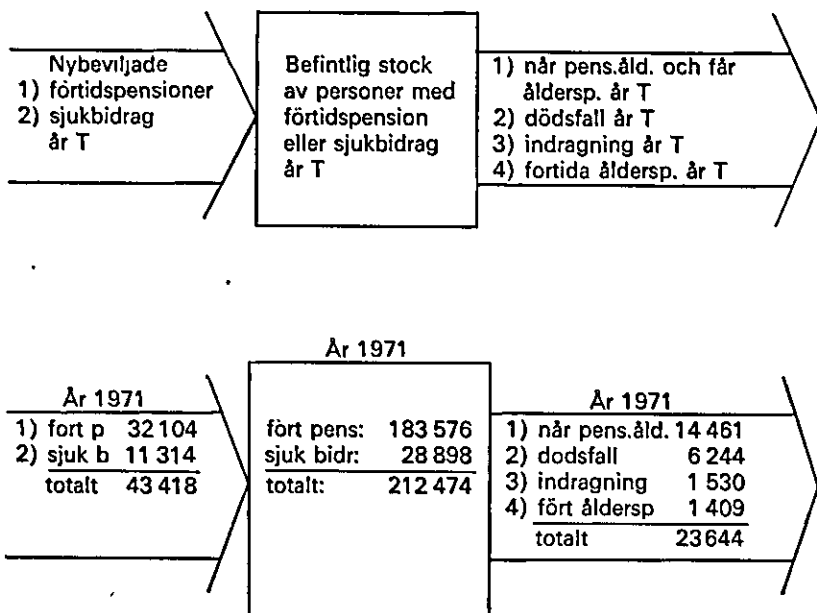 Nybeviljade
1) förtidspensioner
2) sjukbidrag
år T
Befintlig stock
av personer med
förtidspension
eller sjukbidrag
år T
1) når pens.åld. och får
ålderp. år T
2) dödsfall år T
3) indragning år T
4) fortida åldersp. år T
År 1971
1) fort p 32 104
2) sjuk b 11 314
totalt 43 418
År 1971
fört pens: 183 576
sjuk bidr: 28 898
totalt: 212 474
År 1971
1) når pens.åld. 14 461
2) dodsfall 6 244
3) indragning 1 530
4) fört åldersp 1 409
totalt 23 644